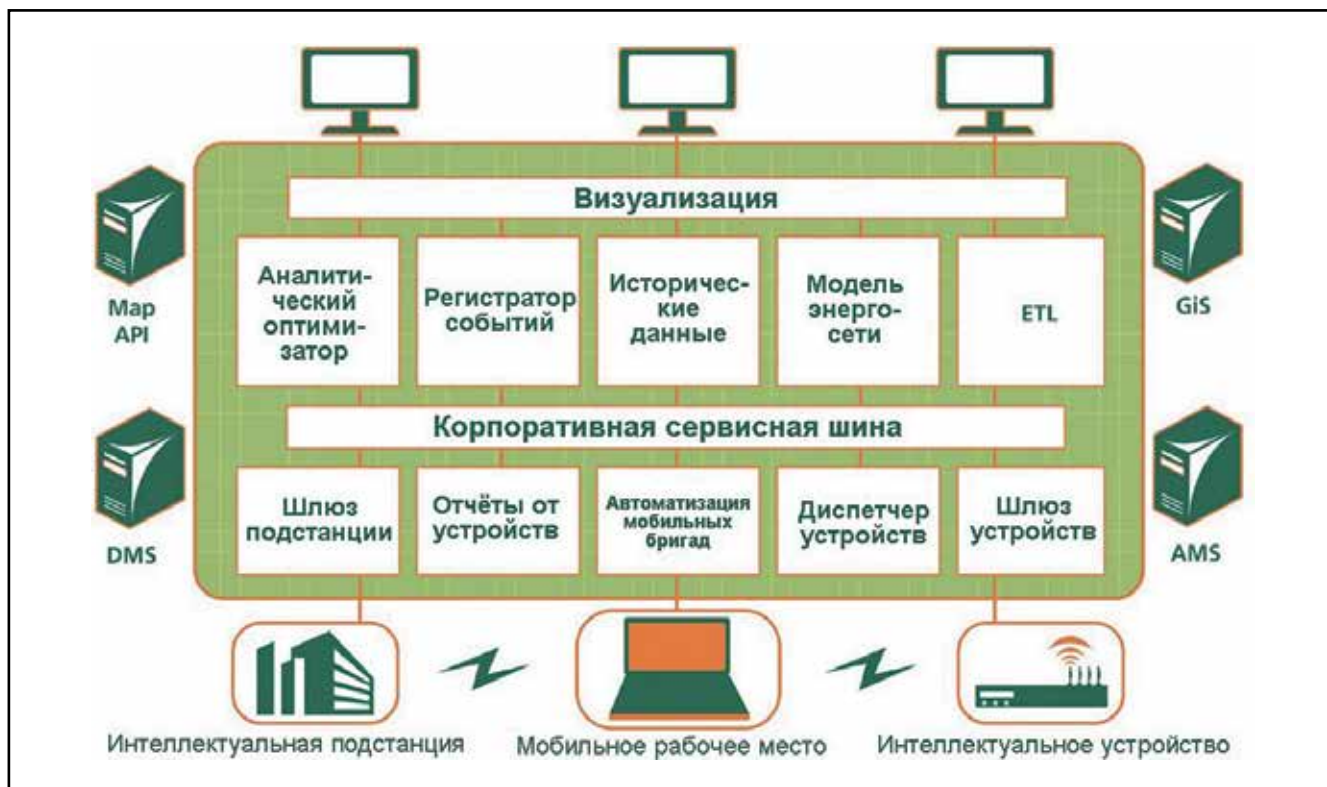 Визуализация
Map
API
Аналити-
ческий
оптими-
затор
Регистратор
событий
Историчес-
кие
данные
Модель
энерго-
сети
ETL
GiS
Корпоративная сервисная шина
DMS
Шлюз
подстанции
Отчёты от
устройств
Автоматизация
мобильных
бригад
Диспетчер
устройств
Шлюз
устройств
AMS
Интеллектуальная подстанция
Мобильное рабочее место
Интеллектуальное устройство